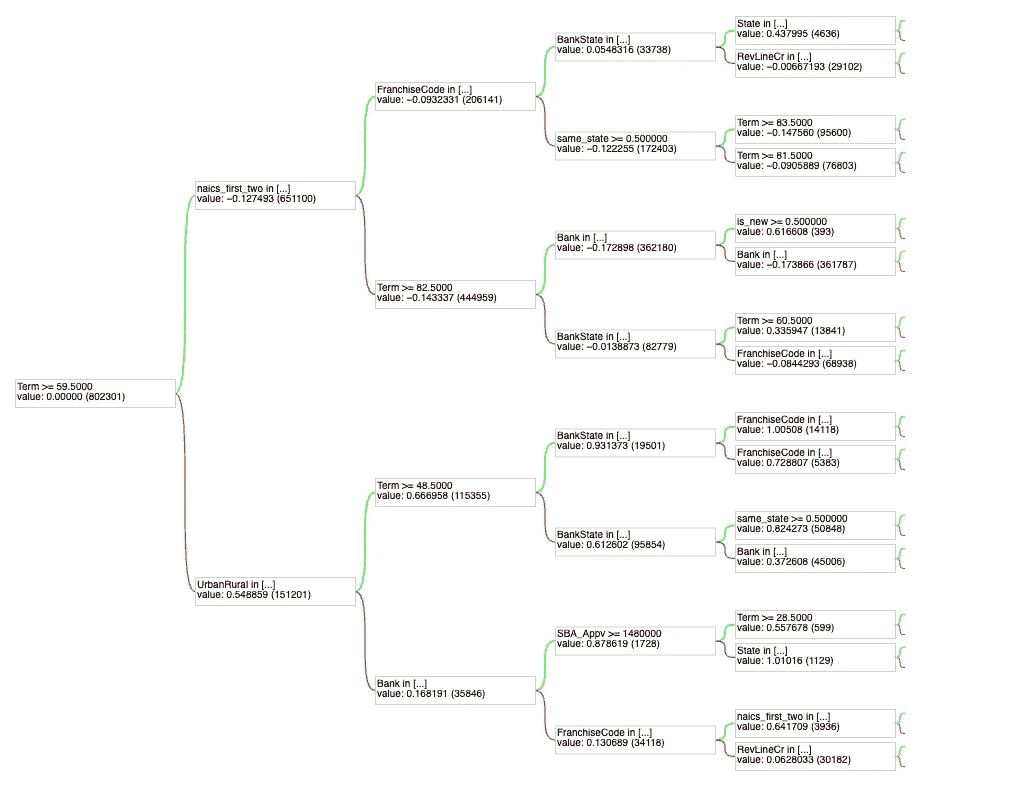 State in [...]
value: 0.437995 (4636)
BankState in [...]
value: 0.0548316 (33738)
RevLineCr in [...]
value: −0.00667193 (29102)
FranchiseCode in [...]
value: −0.0932331 (206141)
Term >= 83.5000
value: −0.147560 (95600)
same_state >= 0.500000
value: −0.122255 (172403)
Term >= 81.5000
value: −0.0905889 (76803)
naics_first_two in [...]
value: −0.127493 (651100)
is_new >= 0.500000
value: 0.616608 (393)
Bank in [...]
value: −0.172898 (362180)
Bank in [...]
value: −0.173866 (361787)
Term >= 82.5000
value: −0.143337 (444959)
Term >= 60.5000
value: 0.335947 (13841)
BankState in [...]
value: −0.0138873 (82779)
FranchiseCode in [...]
value: −0.0844293 (68938)
Term >= 59.5000
value: 0.00000 (802301)
FranchiseCode in [...]
value: 1.00508 (14118)
BankState in [...]
value: 0.931373 (19501)
FranchiseCode in [...]
value: 0.728807 (5383)
Term >= 48.5000
value: 0.666958 (115355)
same_state >= 0.500000
value: 0.824273 (50848)
BankState in [...]
value: 0.612602 (95854)
Bank in [...]
value: 0.372608 (45006)
UrbanRural in [...]
value: 0.548859 (151201)
Term >= 28.5000
value: 0.557678 (599)
SBA_Appv >= 1480000
value: 0.878619 (1728)
State in [...]
value: 1.01016 (1129)
Bank in [...]
value: 0.168191 (35846)
naics_first_two in [...]
value: 0.641709 (3936)
FranchiseCode in [...]
value: 0.130689 (34118)
RevLineCr in [...]
value: 0.0628033 (30182)